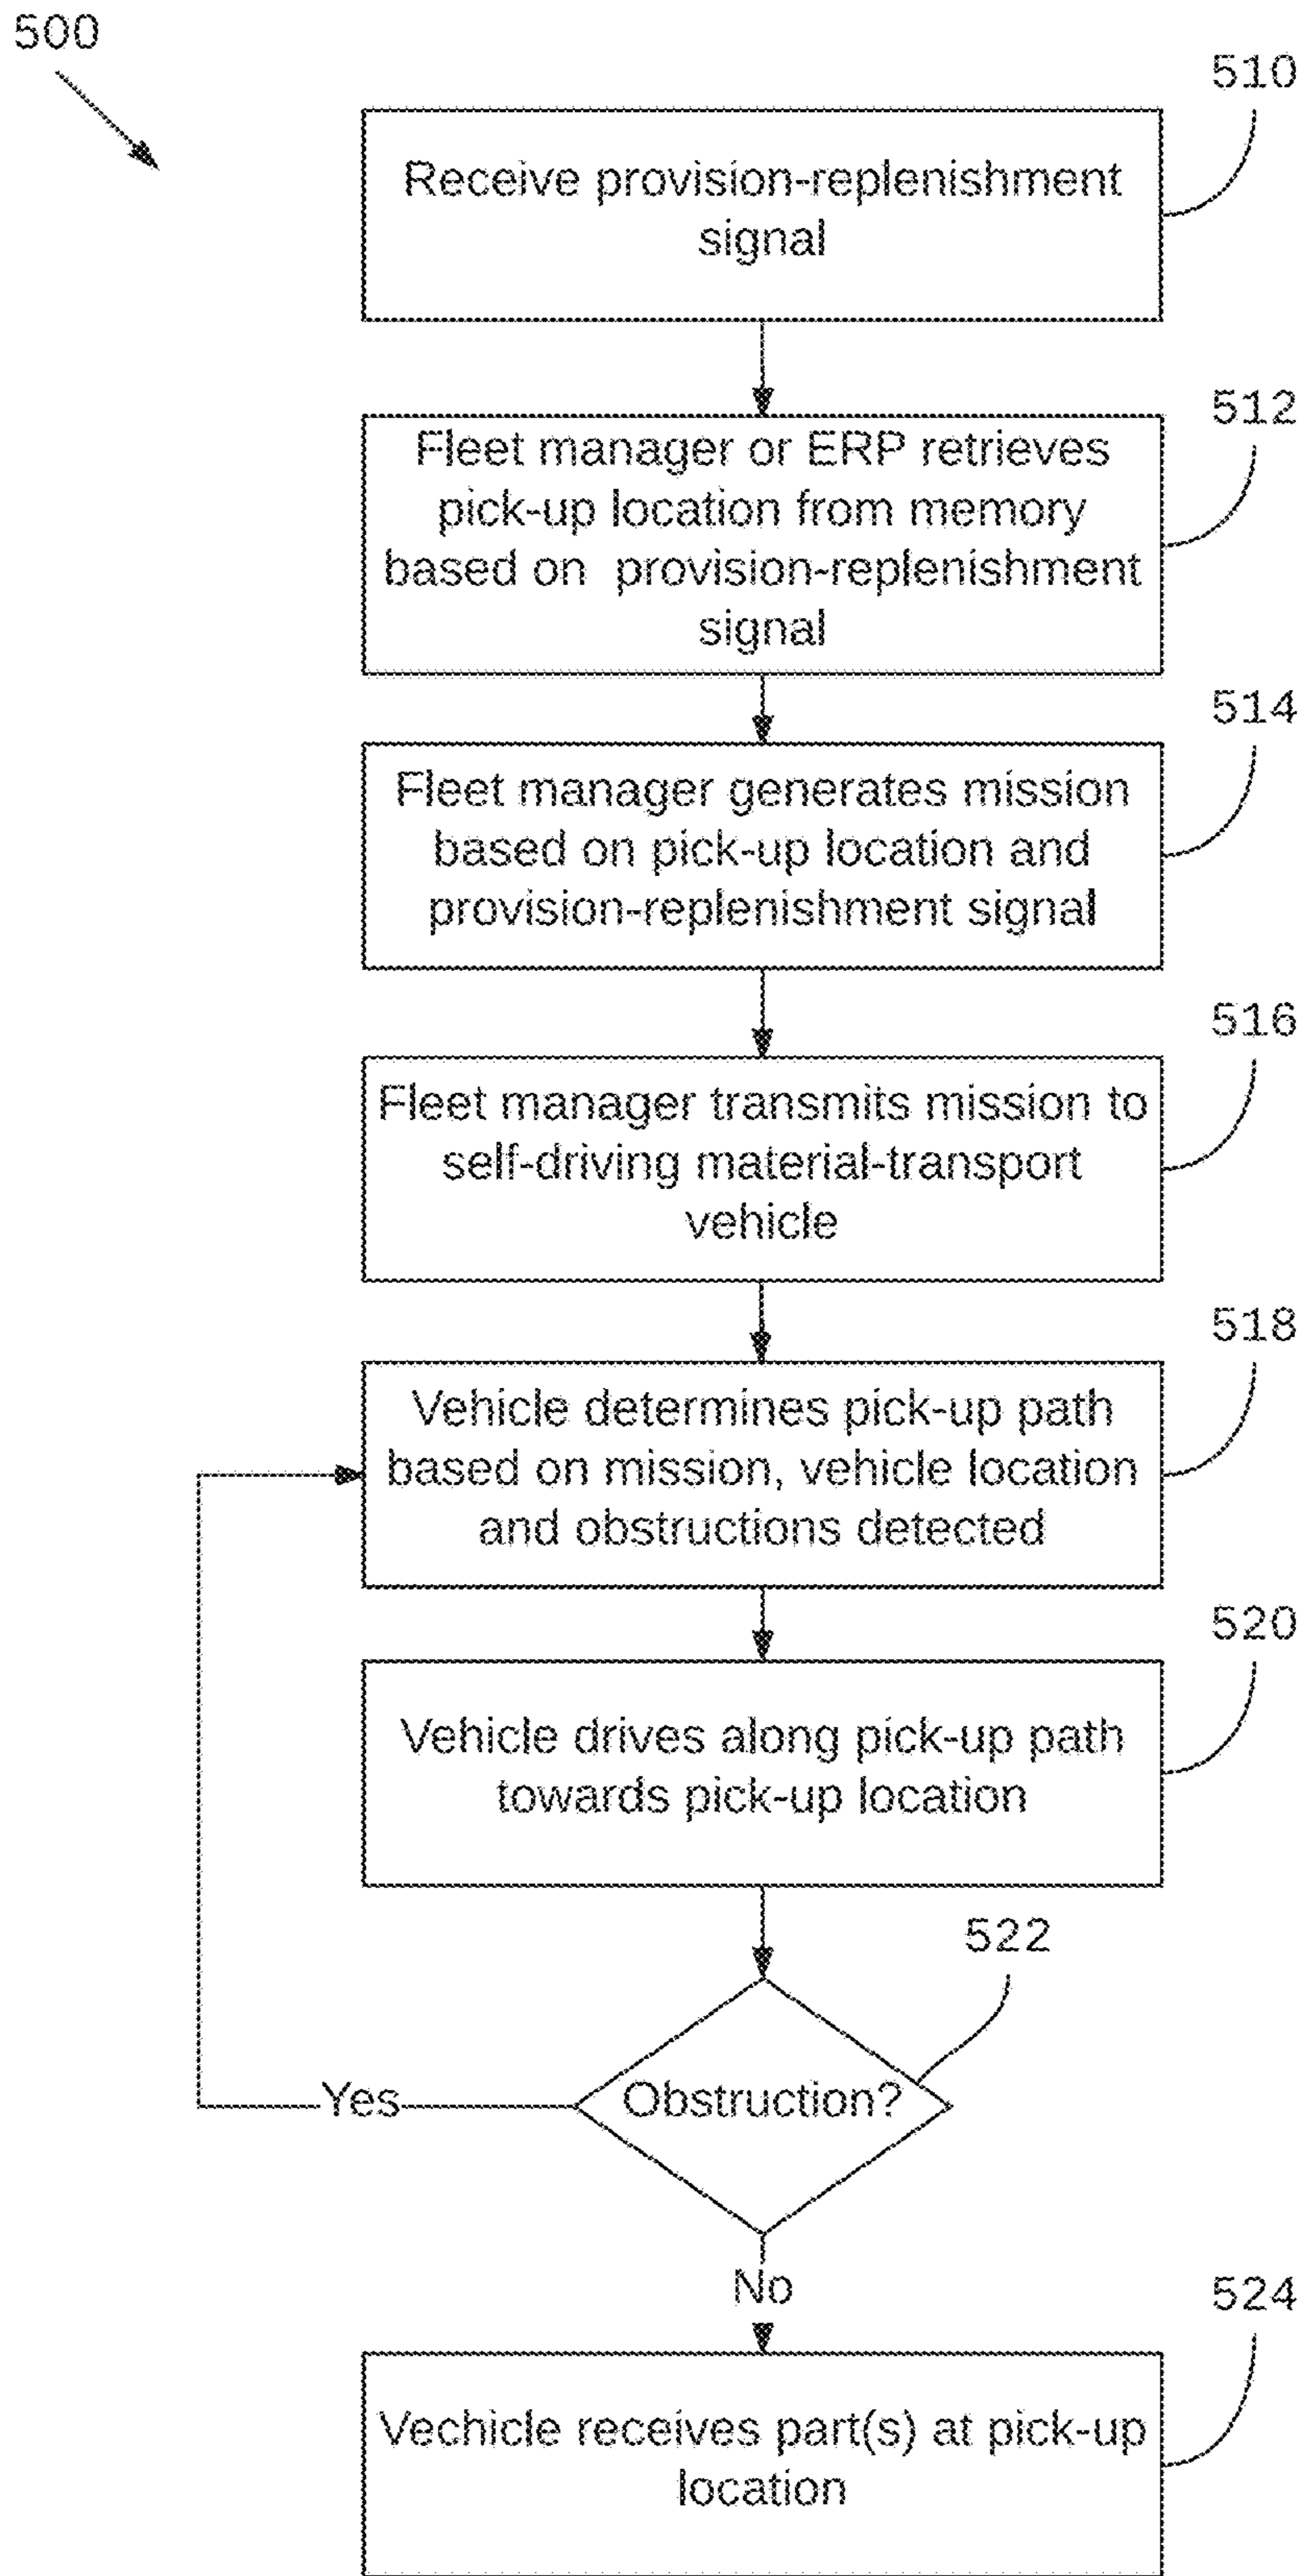 500
510
Receive provision-replenishment
signal
512
Fleet manager or ERP retrieves
pick-up location from memory
based on  provision-replenishment
signal
514
Fleet manager generates mission
based on pick-up location and
provision-replenishment signal
516
Fleet manager transmits mission to
self-driving material-transport
vehicle
518
Vehicle determines pick-up path
based on mission, vehicle location
and obstructions detected
520
Vehicle drives along pick-up path
towards pick-up location
522
Obstruction?
Yes
No
524
Vechicle receives part(s) at pick-up
location